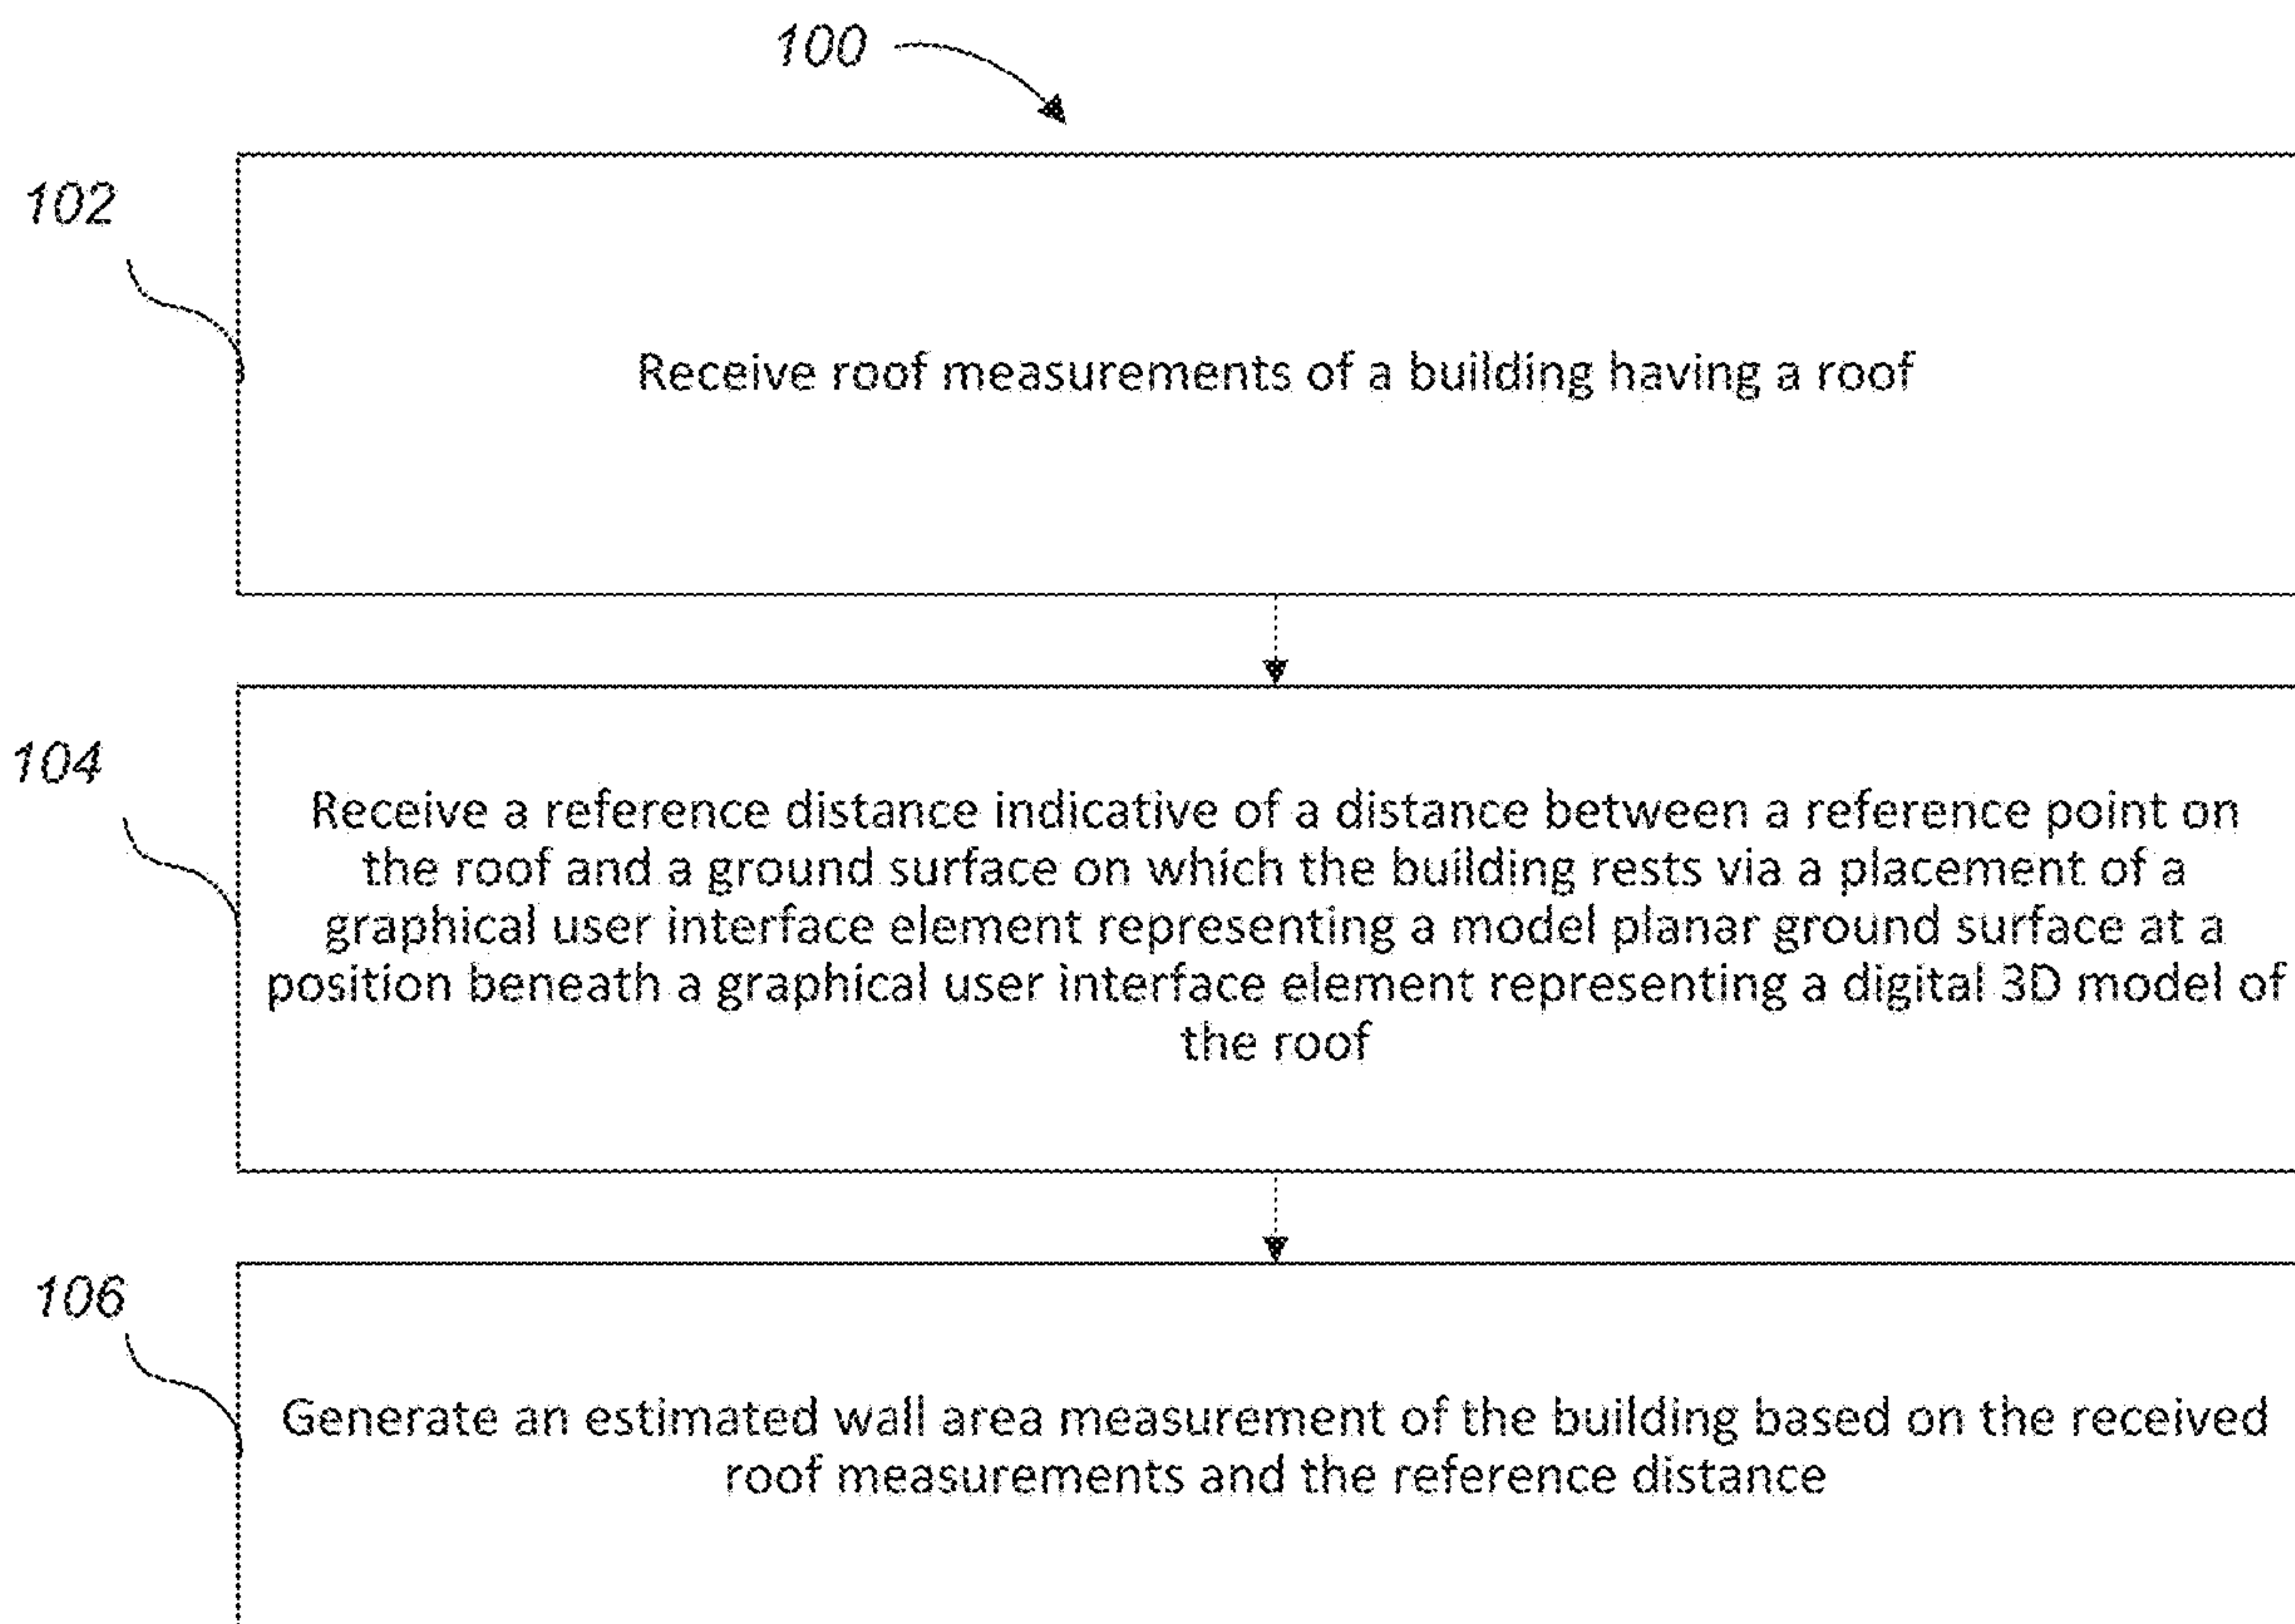 100
102
Receive roof measurements of a building having a roof
104
Receive a reference distance indicative of a distance between a reference point on
the roof and a ground surface on which the building rests via a placement of a
graphical user interface element representing a model planar ground surface at a
position beneath a graphical user interface element representing a digital 3D model of
the roof
106
Generate an estimated wall area measurement of the building based on the received
roof measurements and the reference distance